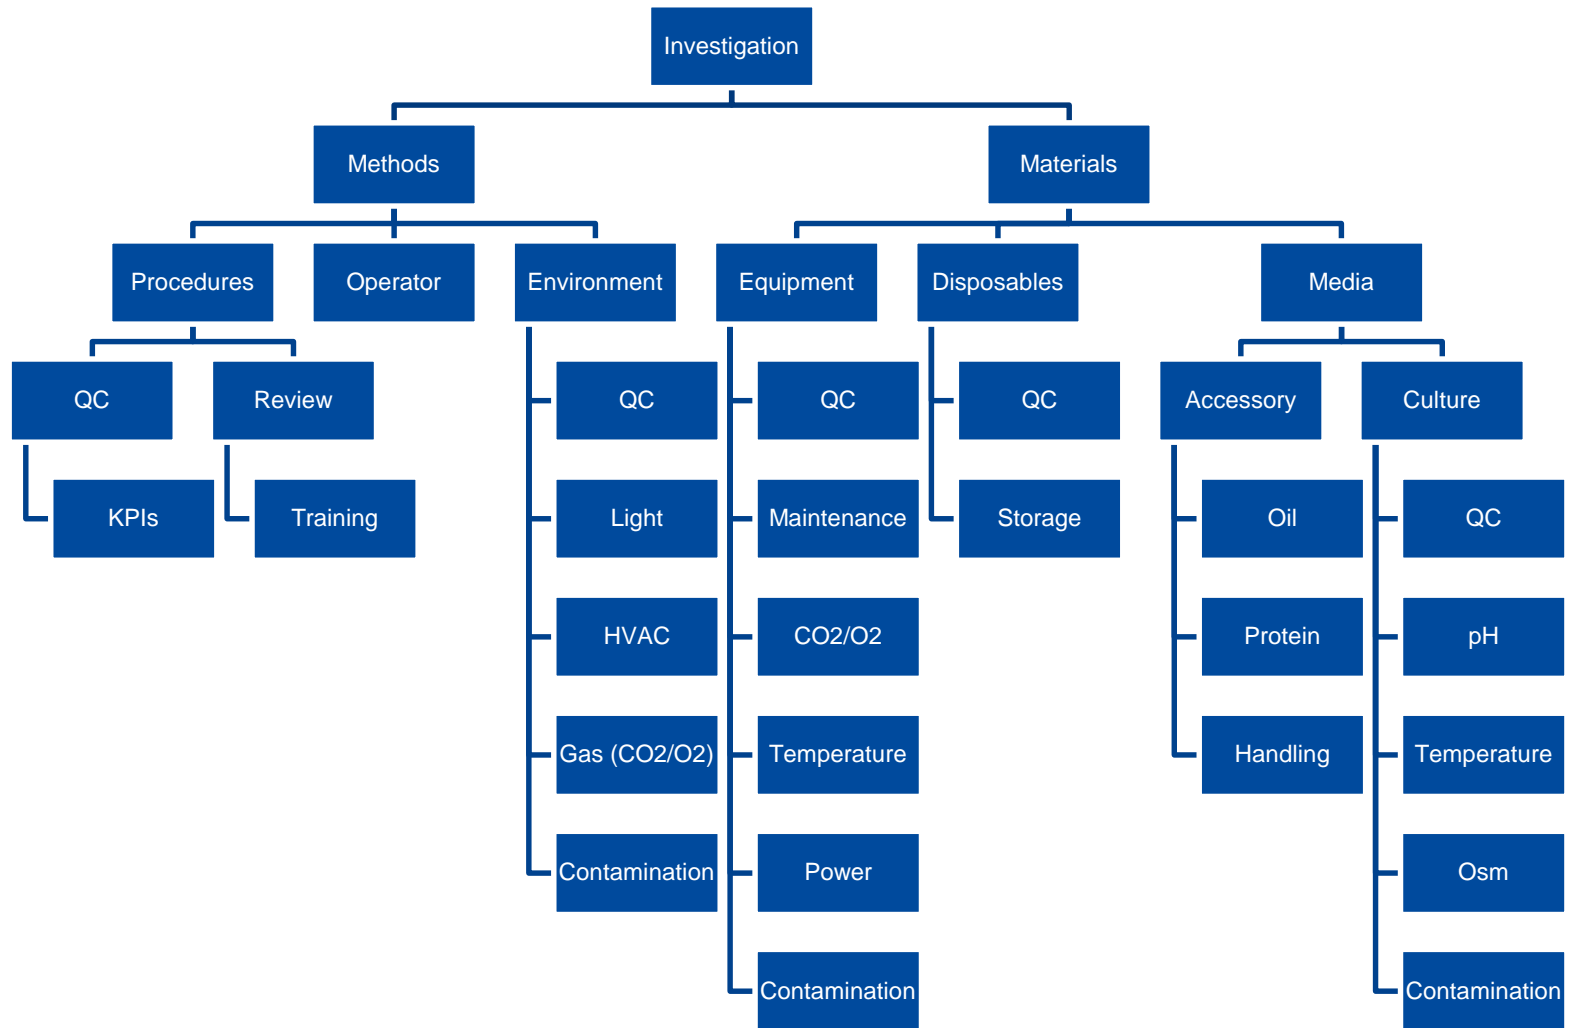 Investigation
Methods
Materials
Procedures
Operator
Environment
Equipment
Disposables
Media
QC
Review
QC
QC
QC
Accessory
Culture
KPIs
Training
Light
Maintenance
Storage
Oil
QC
HVAC
CO2/O2
Protein
pH
Gas (CO2/O2)
Temperature
Handling
Temperature
Contamination
Power
Osm
Contamination
Contamination